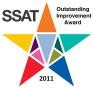 SSAT
Outstanding
Improvement
Award
2011